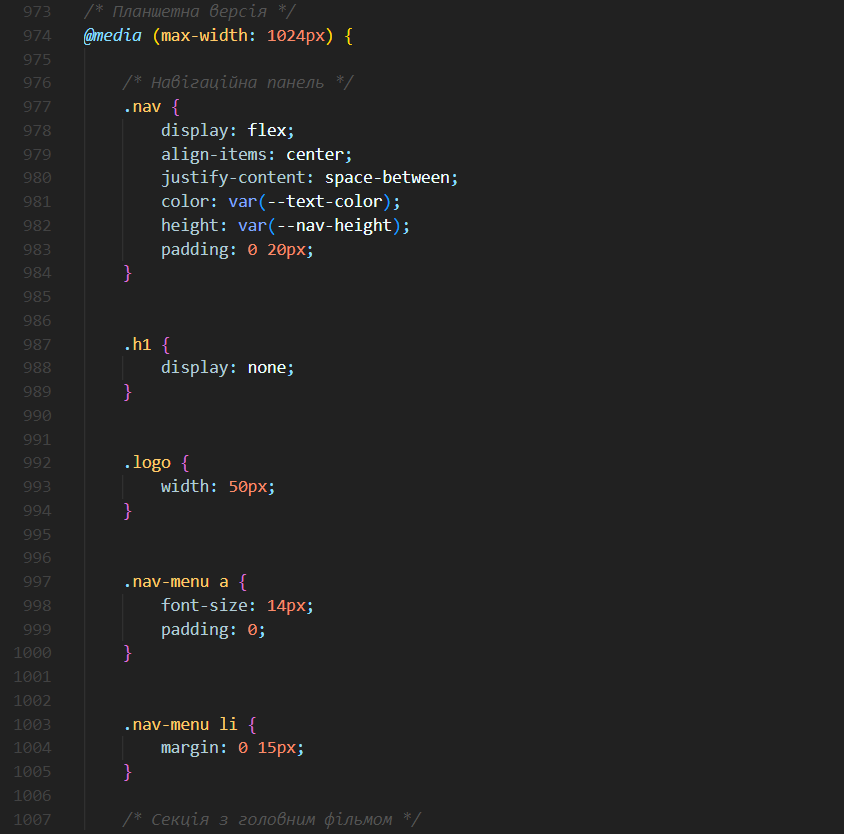 973 /* Планшетна версія */
974 @media (max-width: 1024px) {
975
976 /* Навігаційна панель */
977 .nav {
978 display: flex;
979 align-items: center;
980 justify-content: space-between;
981 color: var(--text-color);
982 height: var(--nav-height);
983 padding: 0 20px;
984 }
985
986
987 .h1 {
988 display: none;
989 }
990
991
992 .logo {
993 width: 50px;
994 }
995
996
997 .nav-menu a {
998 font-size: 14px;
999 padding: 0;
1000 }
1001
1002
1003 .nav-menu li {
1004 margin: 0 15px;
1005 }
1006
1007 /* Секція з головним фільмом */